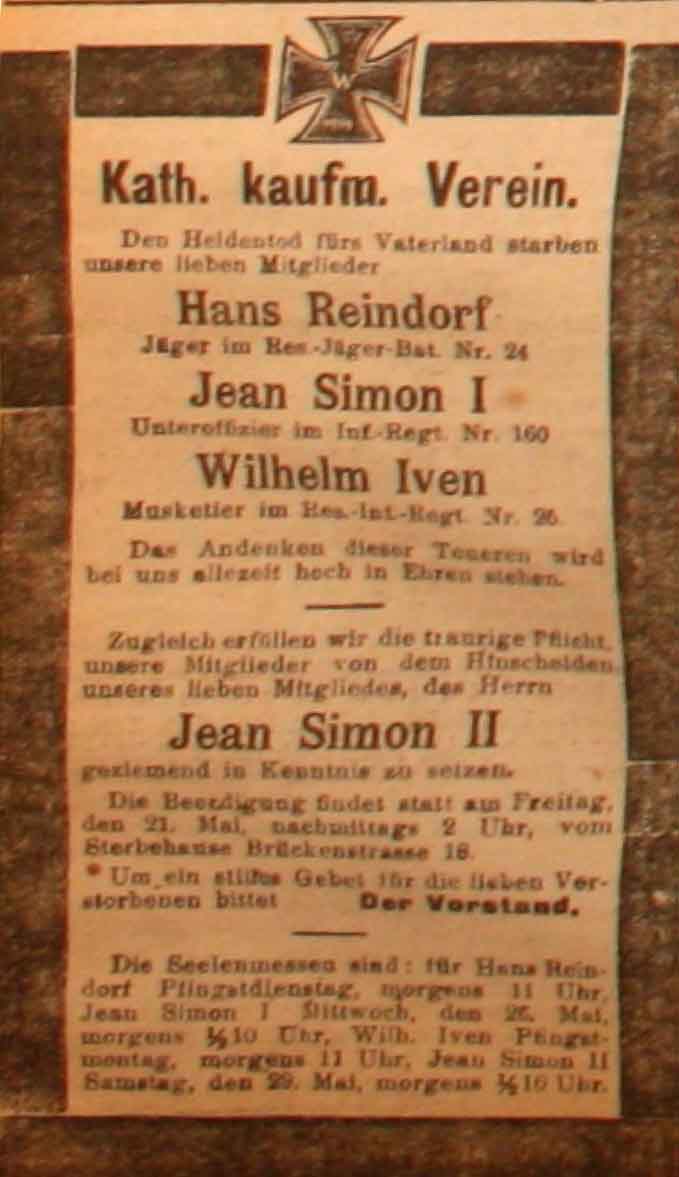 W
Kath. kaufm. Verein.
Den Heldentod fürs Vaterland starben
unsere lieben Mitglieder
Hans Reindorf
Jäger im Res.-Jäger-Bat. Nr. 24
Jean Simon I
Unteroffizier im Inf.-Regt. Nr. 160
Wilhelm Iven
Musketier im Res.-Inf.-Regt. Nr. 26.
Das Andenken dieser Teueren wird
bei uns allezeit hoch in Ehren stehen.
Zugleich erfüllen wir die traurige Pflicht,
unsere Mitglieder von dem Hinscheiden
unseres lieben Mitgliedes, des Herrn
Jean Simon II
geziemend in Kenntnis zu setzen.
Die Beerdigung findet statt am Freitag,
den 21. Mai, nachmittags 2 Uhr, vom
Sterbehause Brückenstrasse 18.
Um ein stilles Gebet für die lieben Ver-
storbenen bittet Der Vorstand.
Die Seelenmessen sind: für Hans Rein-
dorf Pfingstdienstag, morgens 11 Uhr,
Jean Simon I Mittwoch, den 26. Mai,
morgens ½10 Uhr, Wilh. Iven Pfingst-
montag, morgens 11 Uhr, Jean Simon II
Samstag, den 29. Mai, morgens ½10 Uhr.